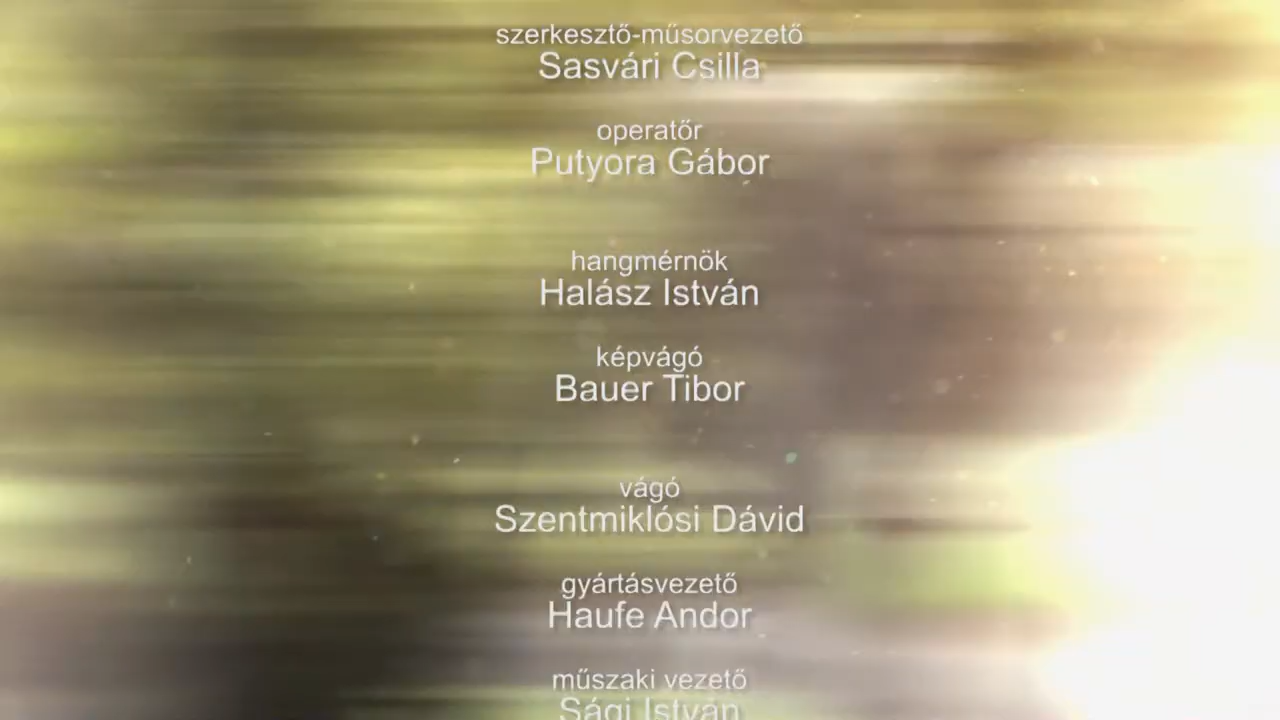 szerkesztő-műsorvezető
Sasvári Csilla
operatőr
Putyora Gábor
hangmérnök
Halász István
képvágó
Bauer Tibor
vágó
Szentmiklósi Dávid
gyártásvezető
Haufe Andor
műszaki vezető
Sági István